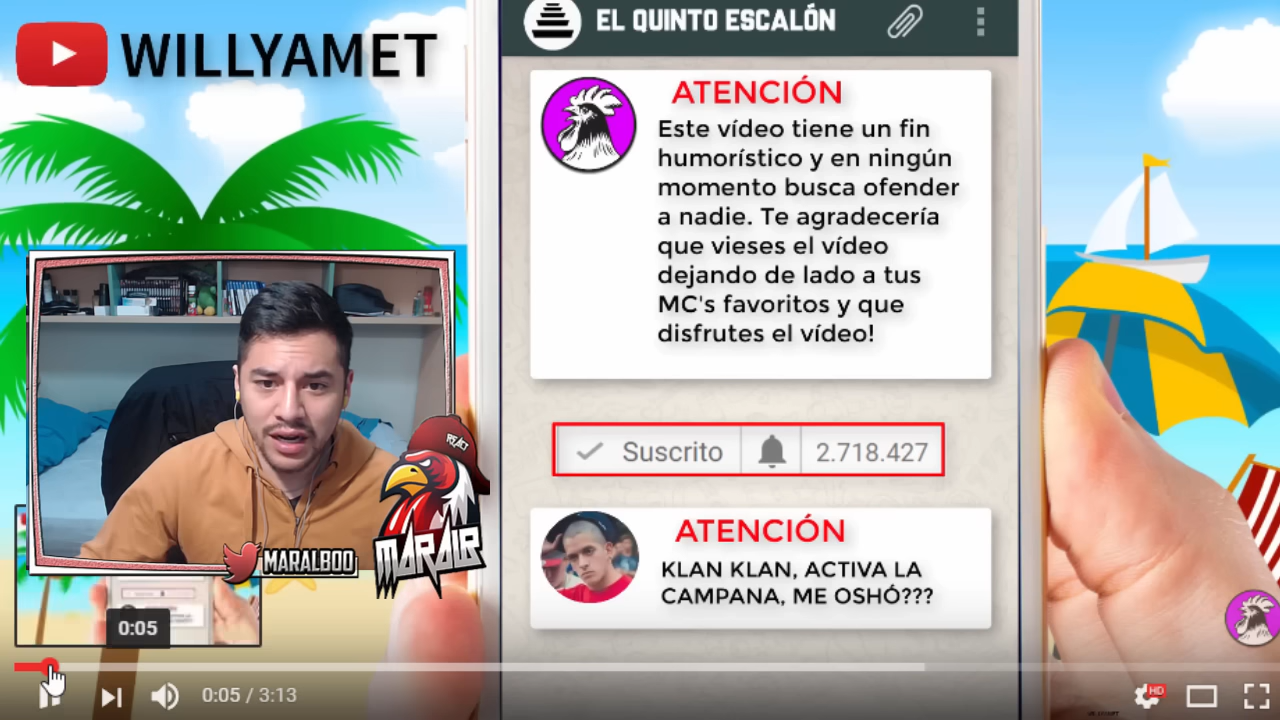 WILLYAMET
EL QUINTO ESCALÓN
ATENCIÓN
Este vídeo tiene un fin
humorístico y en ningún
momento busca ofender
a nadie. Te agradecería
que vieses el vídeo
dejando de lado a tus
MC's favoritos y que
disfrutes el vídeo!
Suscrito
2.718.427
ATENCIÓN
KLAN KLAN, ACTIVA LA
CAMPANA, ME OSHÓ???
REACT
MARALR
MARALBOO
0:05
0:05 / 3:13
HD